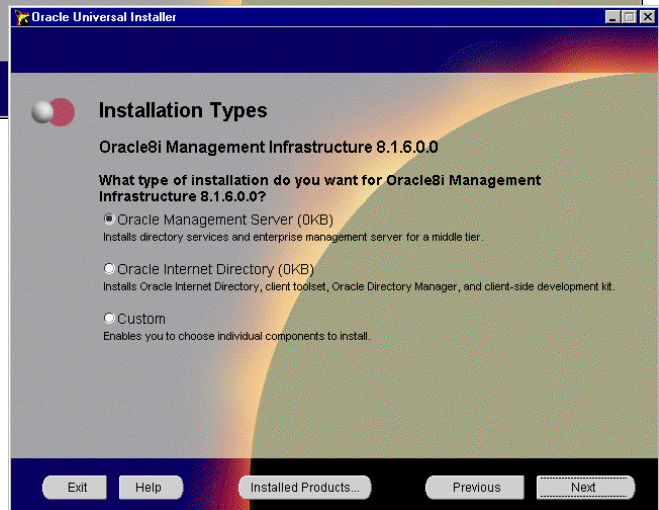 Oracle Universal Installer
Installation Types
Oracle8i Management Infrastructure 8.1.6.0.0
What type of installation do you want for Oracle8i Management
Infrastructure 8.1.6.0.0?
Oracle Management Server (0KB)
Installs directory services and enterprise management server for a middle tier.
Oracle Internet Directory (0KB)
Installs Oracle Internet Directory, client toolset, Oracle Directory Manager, and client-side development kit.
Custom
Enables you to choose individual components to install.
Exit Help Installed Products... Previous Next